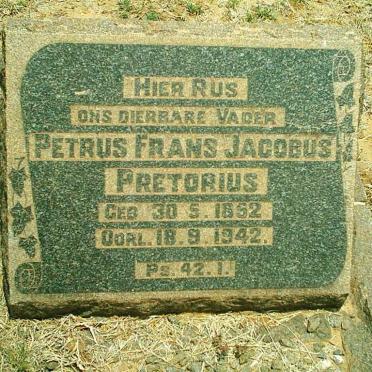 HIER RUS
ONS DIERBARE VADER
PETRUS FRANS JACOBUS
PRETORIUS
GEB 30.5.1852
OORL. 18.9.1942.
PS. 42.1.